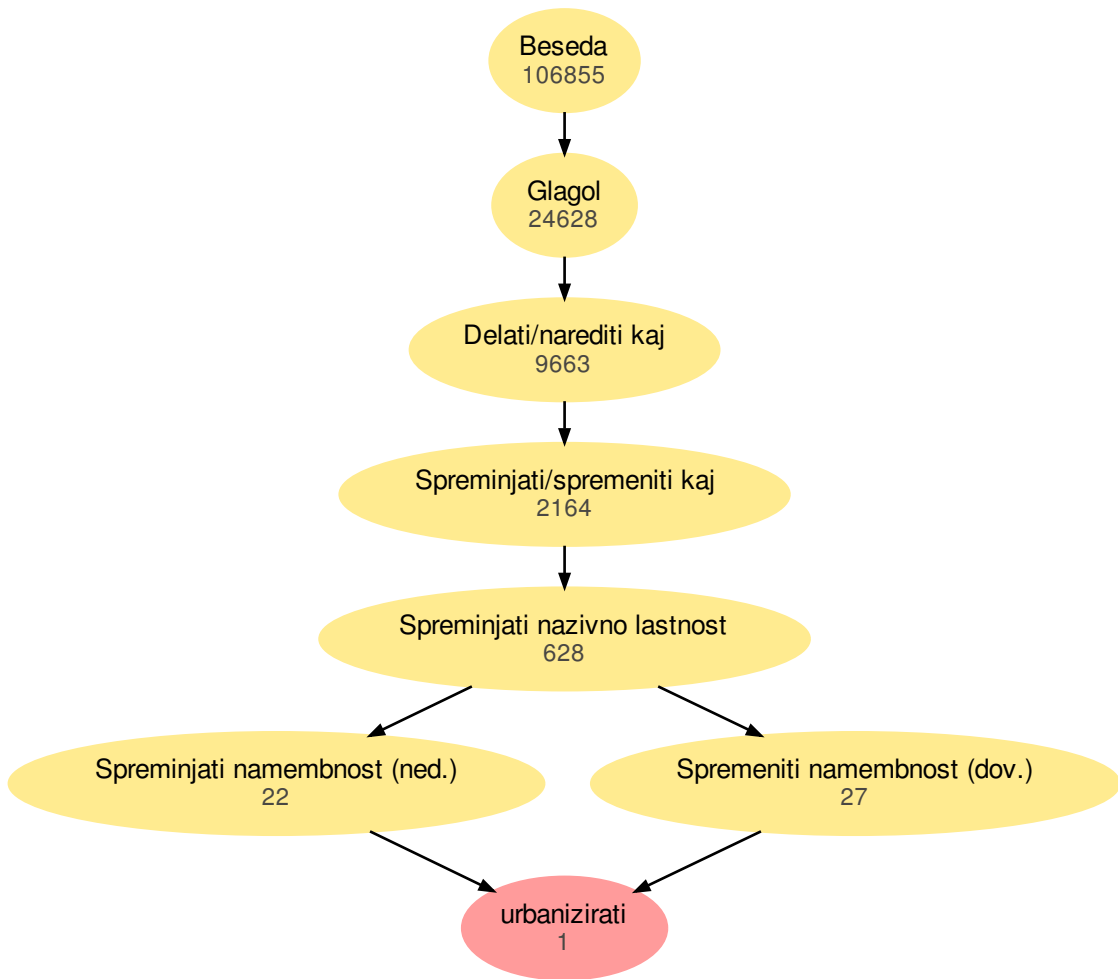 Beseda
106855
Glagol
24628
Delati/narediti kaj
9663
Spreminjati/spremeniti kaj
2164
Spreminjati nazivno lastnost
628
Spreminjati namembnost (ned.)
22
Spremeniti namembnost (dov.)
27
urbanizirati
1